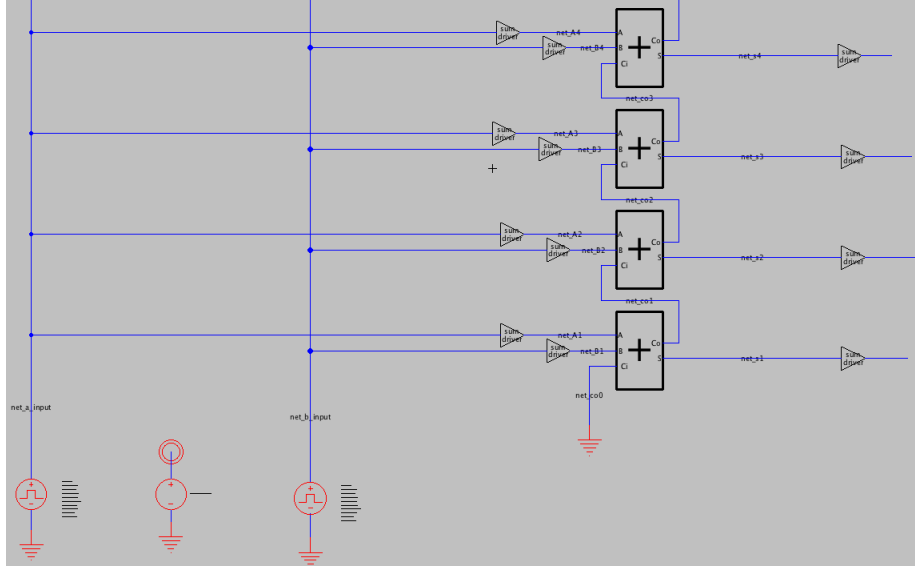 sum driver
net_A4
A
sum driver
net_B4
B
Co
Ci
S
net_s4
sum driver
net_co3
sum driver
net_A3
A
sum driver
net_B3
B
Co
Ci
S
net_s3
sum driver
net_co2
sum driver
net_A2
A
sum driver
net_B2
B
Co
Ci
S
net_s2
sum driver
net_co1
sum driver
net_A1
A
sum driver
net_B1
B
Co
Ci
S
net_s1
sum driver
net_co0
net_a_input
net_b_input